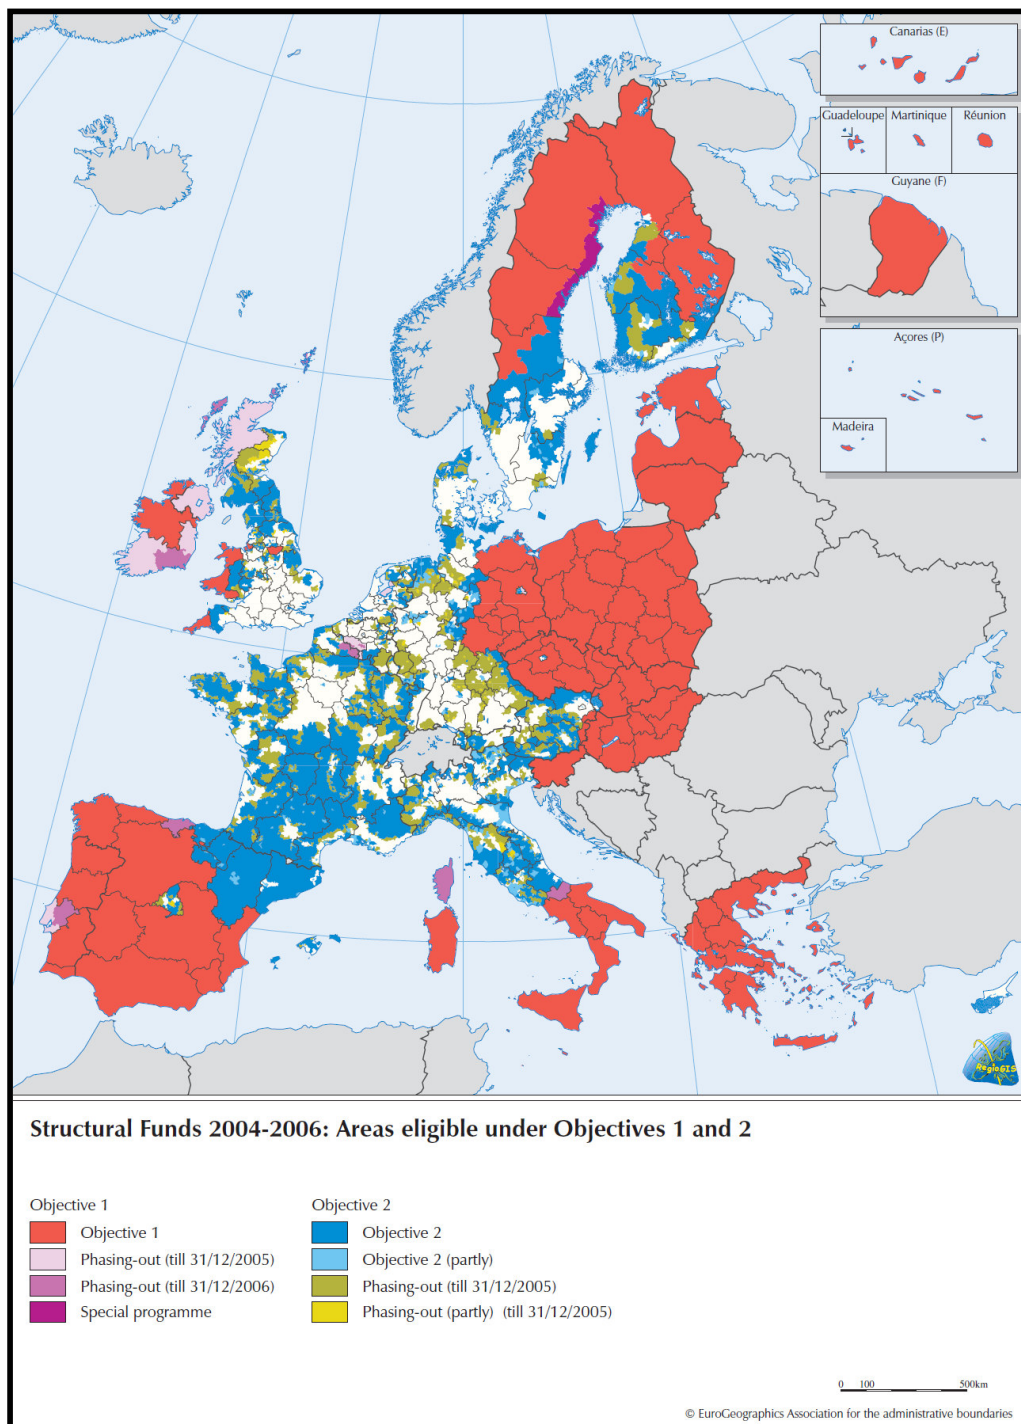 Canarias (E)
Guadeloupe
Martinique
Réunion
Guyane (F)
Açores (P)
Madeira
RegioGIS
Structural Funds 2004-2006: Areas eligible under Objectives 1 and 2
Objective 1
Objective 1
Phasing-out (till 31/12/2005)
Phasing-out (till 31/12/2006)
Special programme
Objective 2
Objective 2
Objective 2 (partly)
Phasing-out (till 31/12/2005)
Phasing-out (partly) (till 31/12/2005)
0 100 500km
© EuroGeographics Association for the administrative boundaries